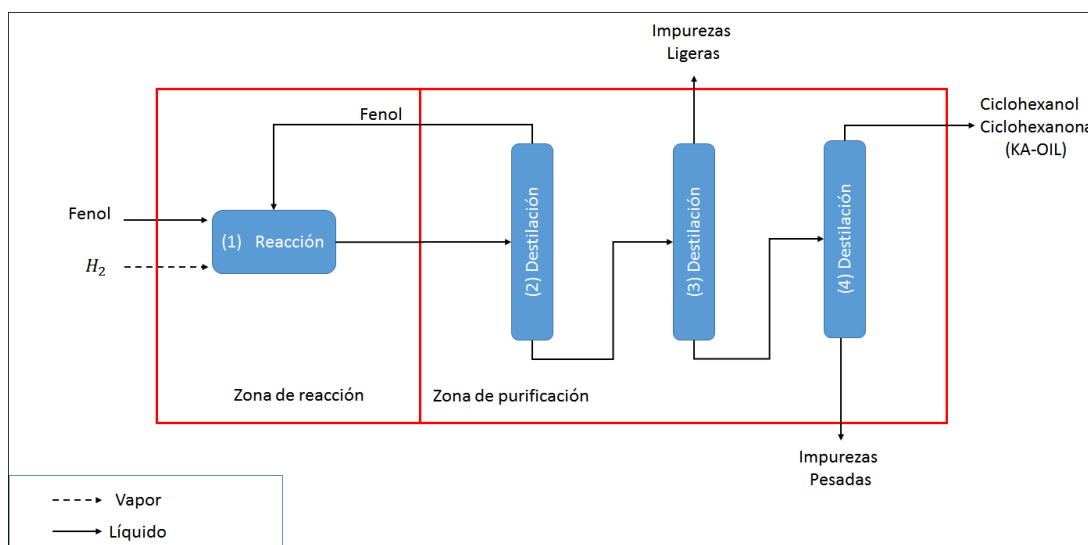 Impurezas
Ligeras
Fenol
Ciclohexanol
Ciclohexanona
(KA-OIL)
Fenol
(1) Reacción
H₂
(2) Destilación
(3) Destilación
(4) Destilación
Zona de reacción
Zona de purificación
Impurezas
Pesadas
Vapor
Líquido